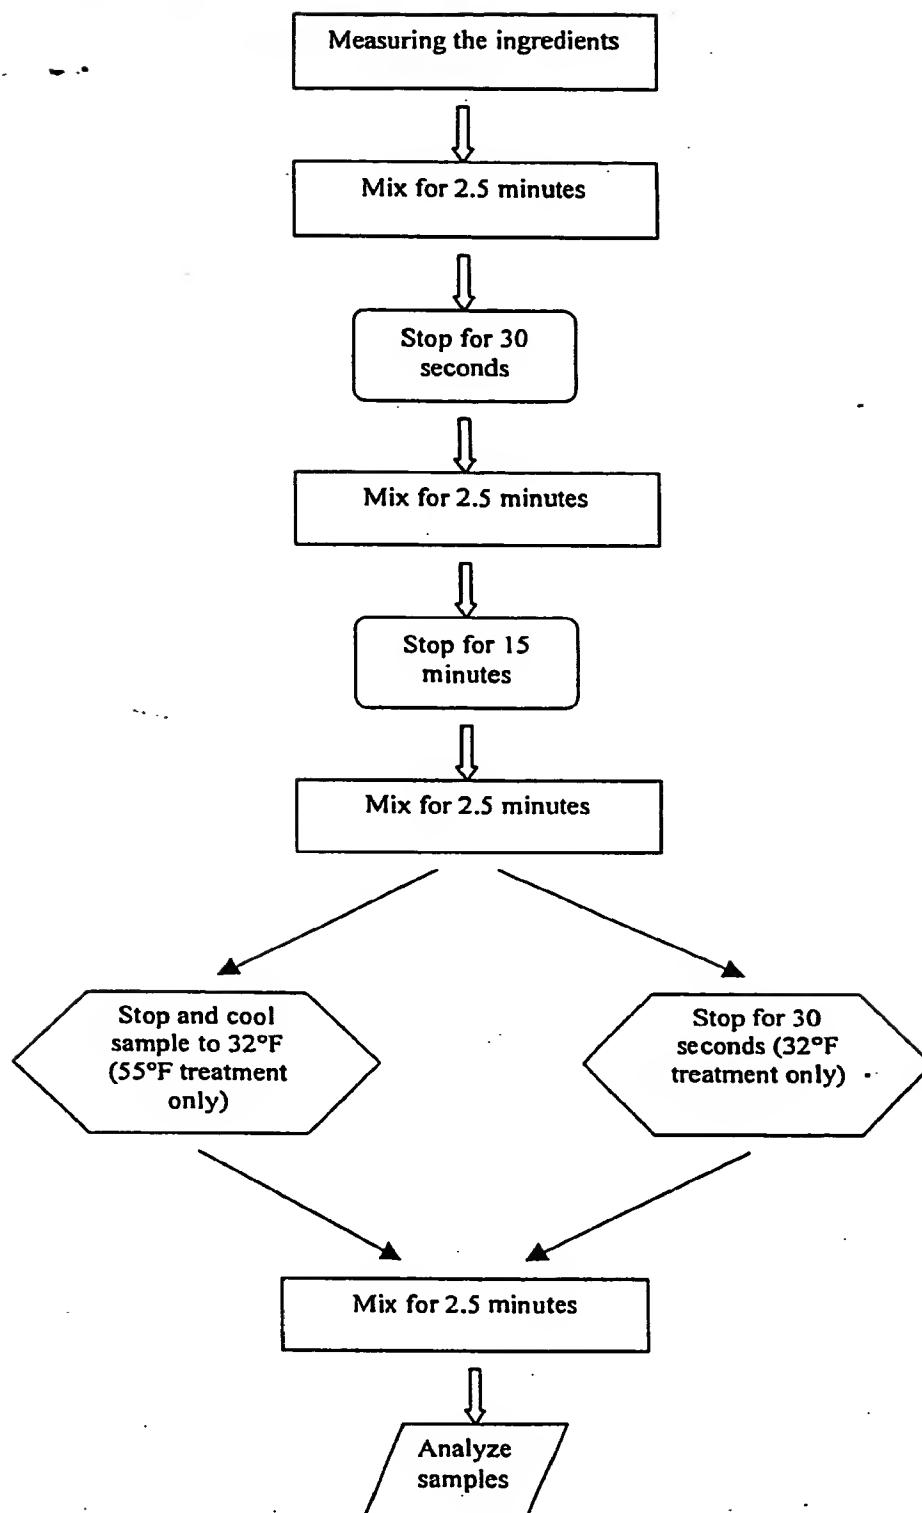 Measuring the ingredients
Mix for 2.5 minutes
Stop for 30
seconds
Mix for 2.5 minutes
Stop for 15
minutes
Mix for 2.5 minutes
Stop and cool
sample to 32°F
(55°F treatment
only)
Stop for 30
seconds (32°F
treatment only)
Mix for 2.5 minutes
Analyze
samples